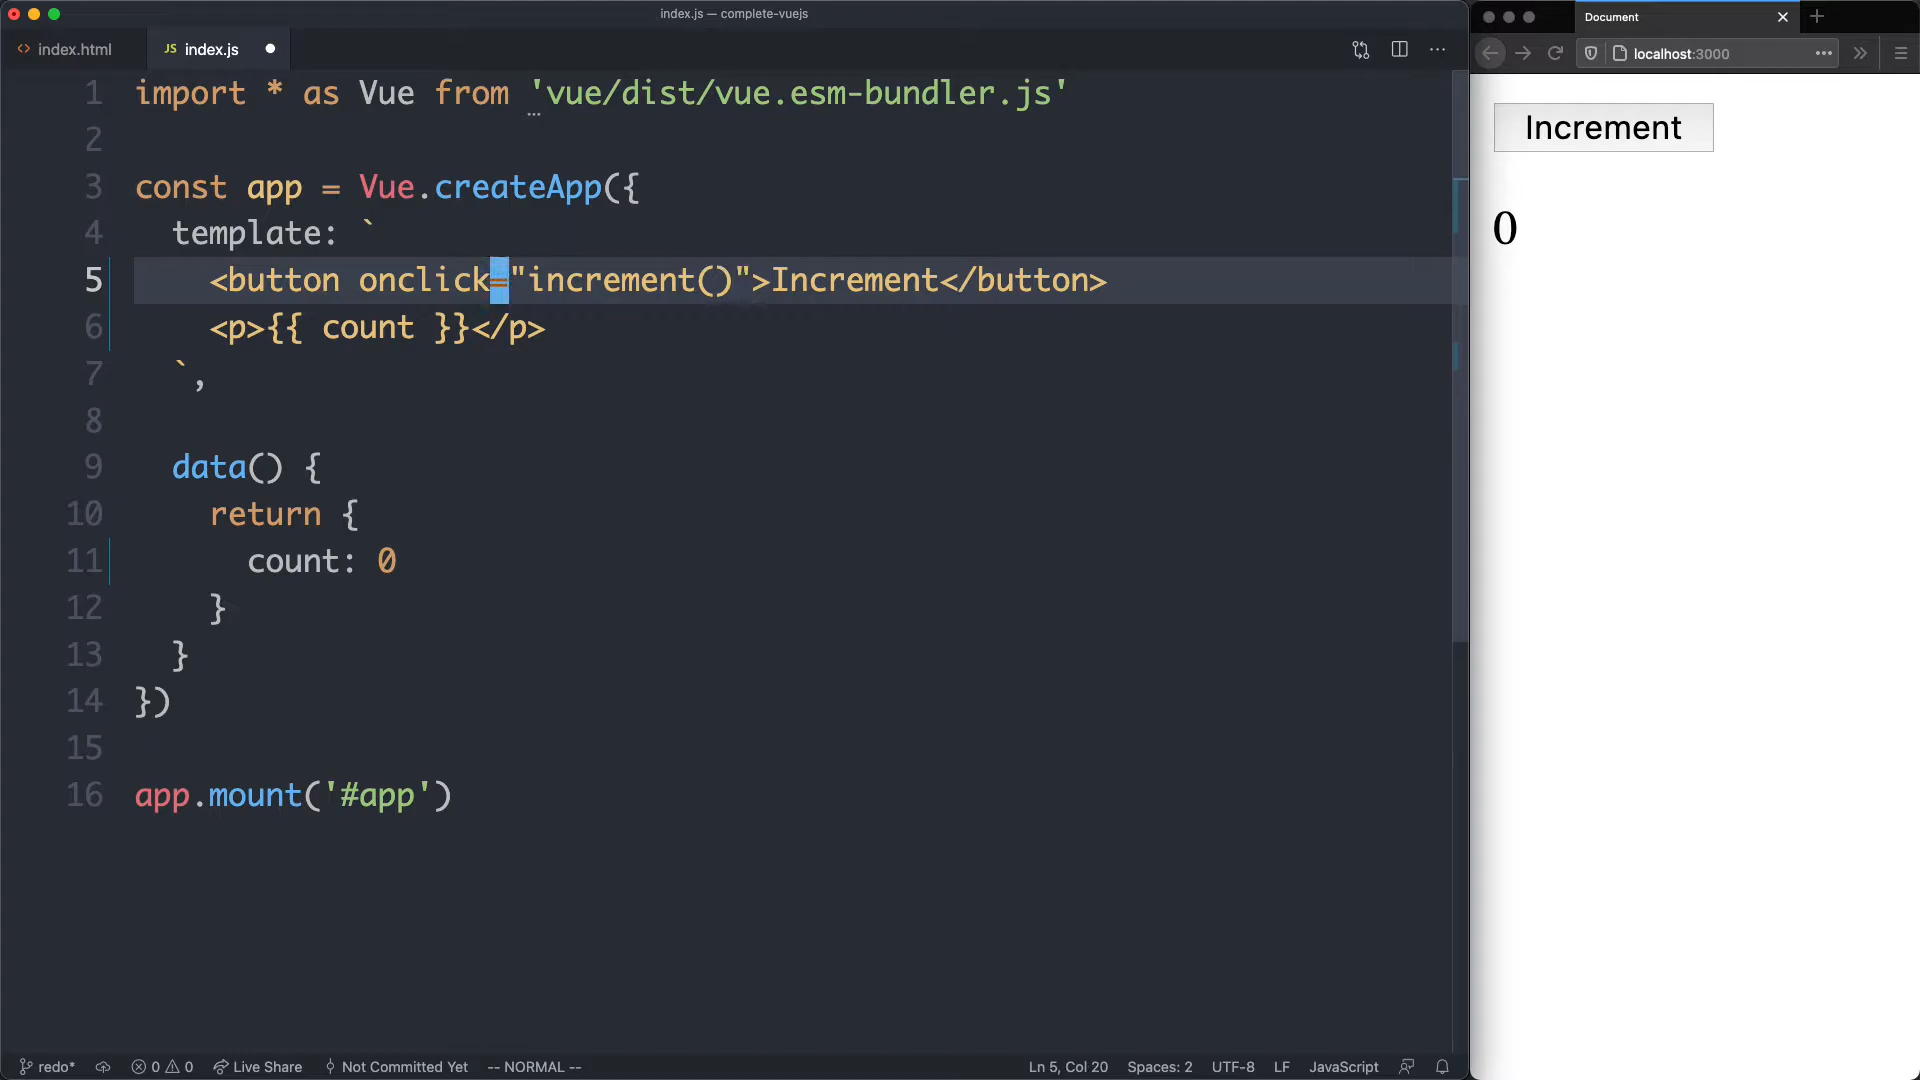 index.js — complete-vuejs
index.html
JS index.js
1 import * as Vue from 'vue/dist/vue.esm-bundler.js'
2
3 const app = Vue.createApp({
4 template: `
5 <button onclick="increment()">Increment</button>
6 <p>{{ count }}</p>
7 `,
8
9 data() {
10 return {
11 count: 0
12 }
13 }
14 })
15
16 app.mount('#app')
redo* 0 0 Live Share Not Committed Yet -- NORMAL -- Ln 5, Col 20 Spaces: 2 UTF-8 LF JavaScript
Document
localhost:3000
Increment
0